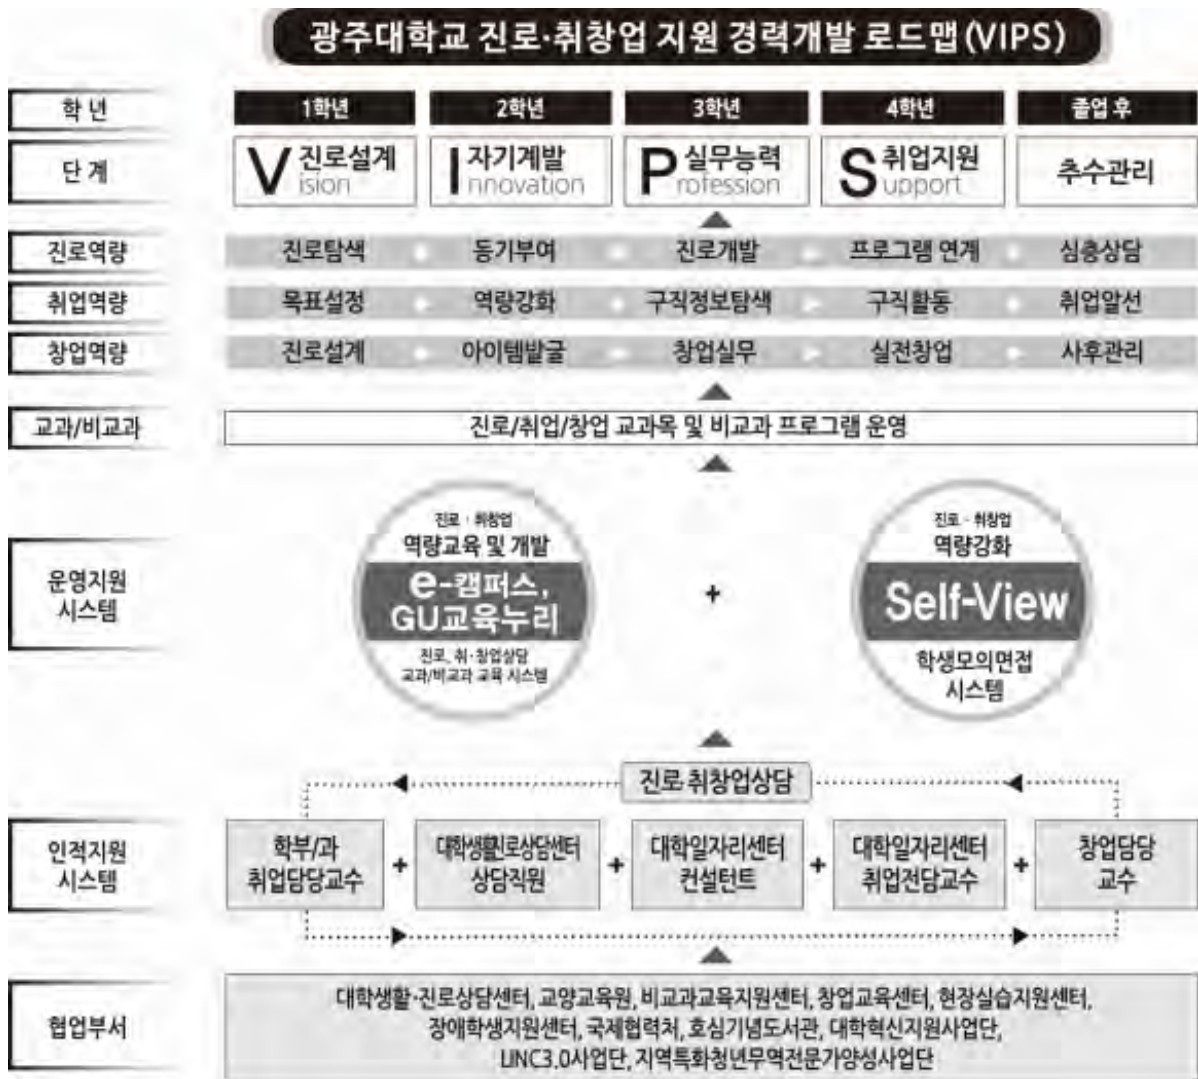 광주대학교 진로·취창업 지원 경력개발 로드맵(VIPS)
학 년 1학년 2학년 3학년 4학년 졸업 후
단 계 Vision 진로설계 Innovation 자기계발 Profession 실무능력 Support 취업지원 추수관리
진로역량 진로탐색 동기부여 진로개발 프로그램 연계 심층상담
취업역량 목표설정 역량강화 구직정보탐색 구직활동 취업알선
창업역량 진로설계 아이템발굴 창업실무 실전창업 사후관리
교과/비교과 진로/취업/창업 교과목 및 비교과 프로그램 운영
운영지원
시스템
진로·취창업
역량교육 및 개발
e-캠퍼스,
GU교육누리
진로, 취·창업상담
교과/비교과 교육 시스템
+
진로·취창업
역량강화
Self-View
학생모의면접
시스템
진로·취창업상담
인적지원
시스템
학부/과
취업담당교수
+
대학생활·진로상담센터
상담직원
+
대학일자리센터
컨설턴트
+
대학일자리센터
취업전담교수
+
창업담당
교수
협업부서
대학생활·진로상담센터, 교양교육원, 비교과교육지원센터, 창업교육센터, 현장실습지원센터,
장애학생지원센터, 국제협력처, 호심기념도서관, 대학혁신지원사업단,
LINC3.0사업단, 지역특화청년무역전문가양성사업단